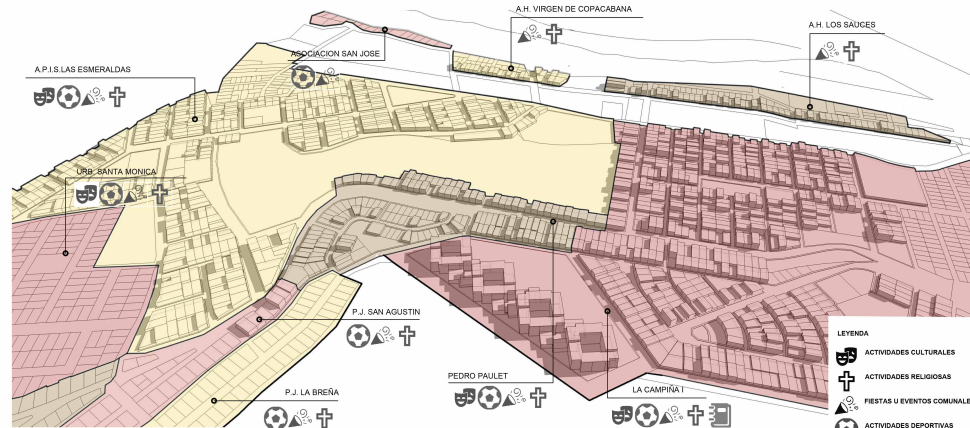 A.H. VIRGEN DE COPACABANA
A.H. LOS SAUCES
ASOCIACION SAN JOSE
A.P.I.S.LAS ESMERALDAS
URB. SANTA MONICA
P.J. SAN AGUSTIN
PEDRO PAULET
LA CAMPIÑA I
P.J. LA BREÑA
LEYENDA
ACTIVIDADES CULTURALES
ACTIVIDADES RELIGIOSAS
FIESTAS U EVENTOS COMUNALE
ACTIVIDADES DEPORTIVAS